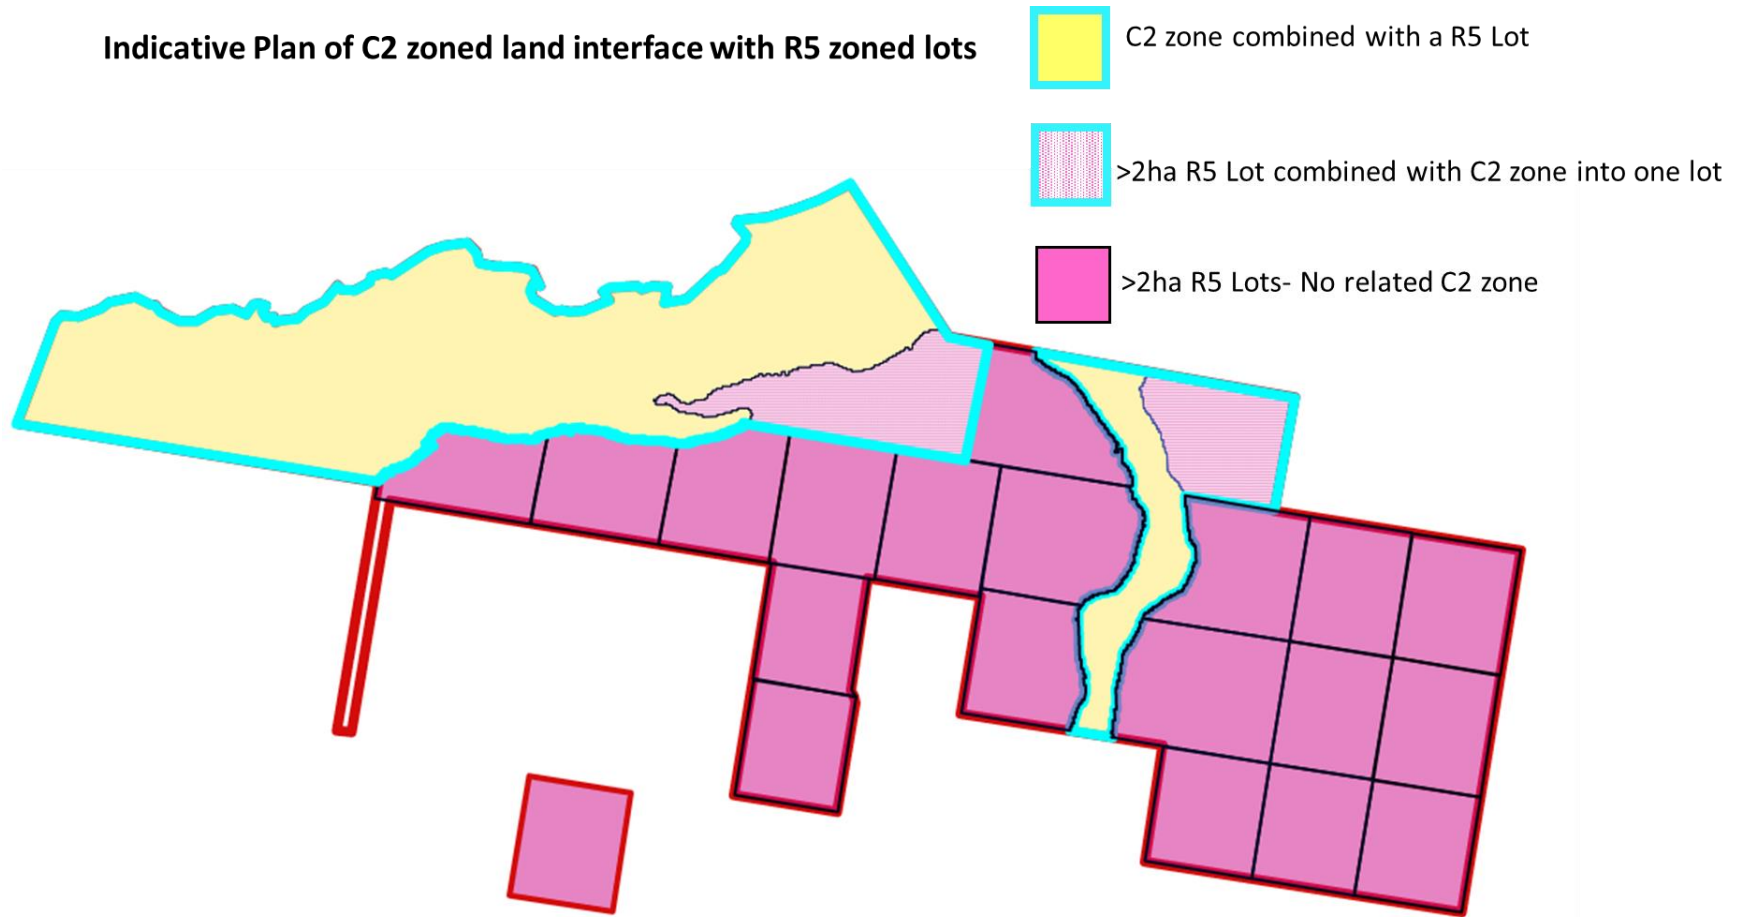 Indicative Plan of C2 zoned land interface with R5 zoned lots
C2 zone combined with a R5 Lot
>2ha R5 Lot combined with C2 zone into one lot
>2ha R5 Lots- No related C2 zone